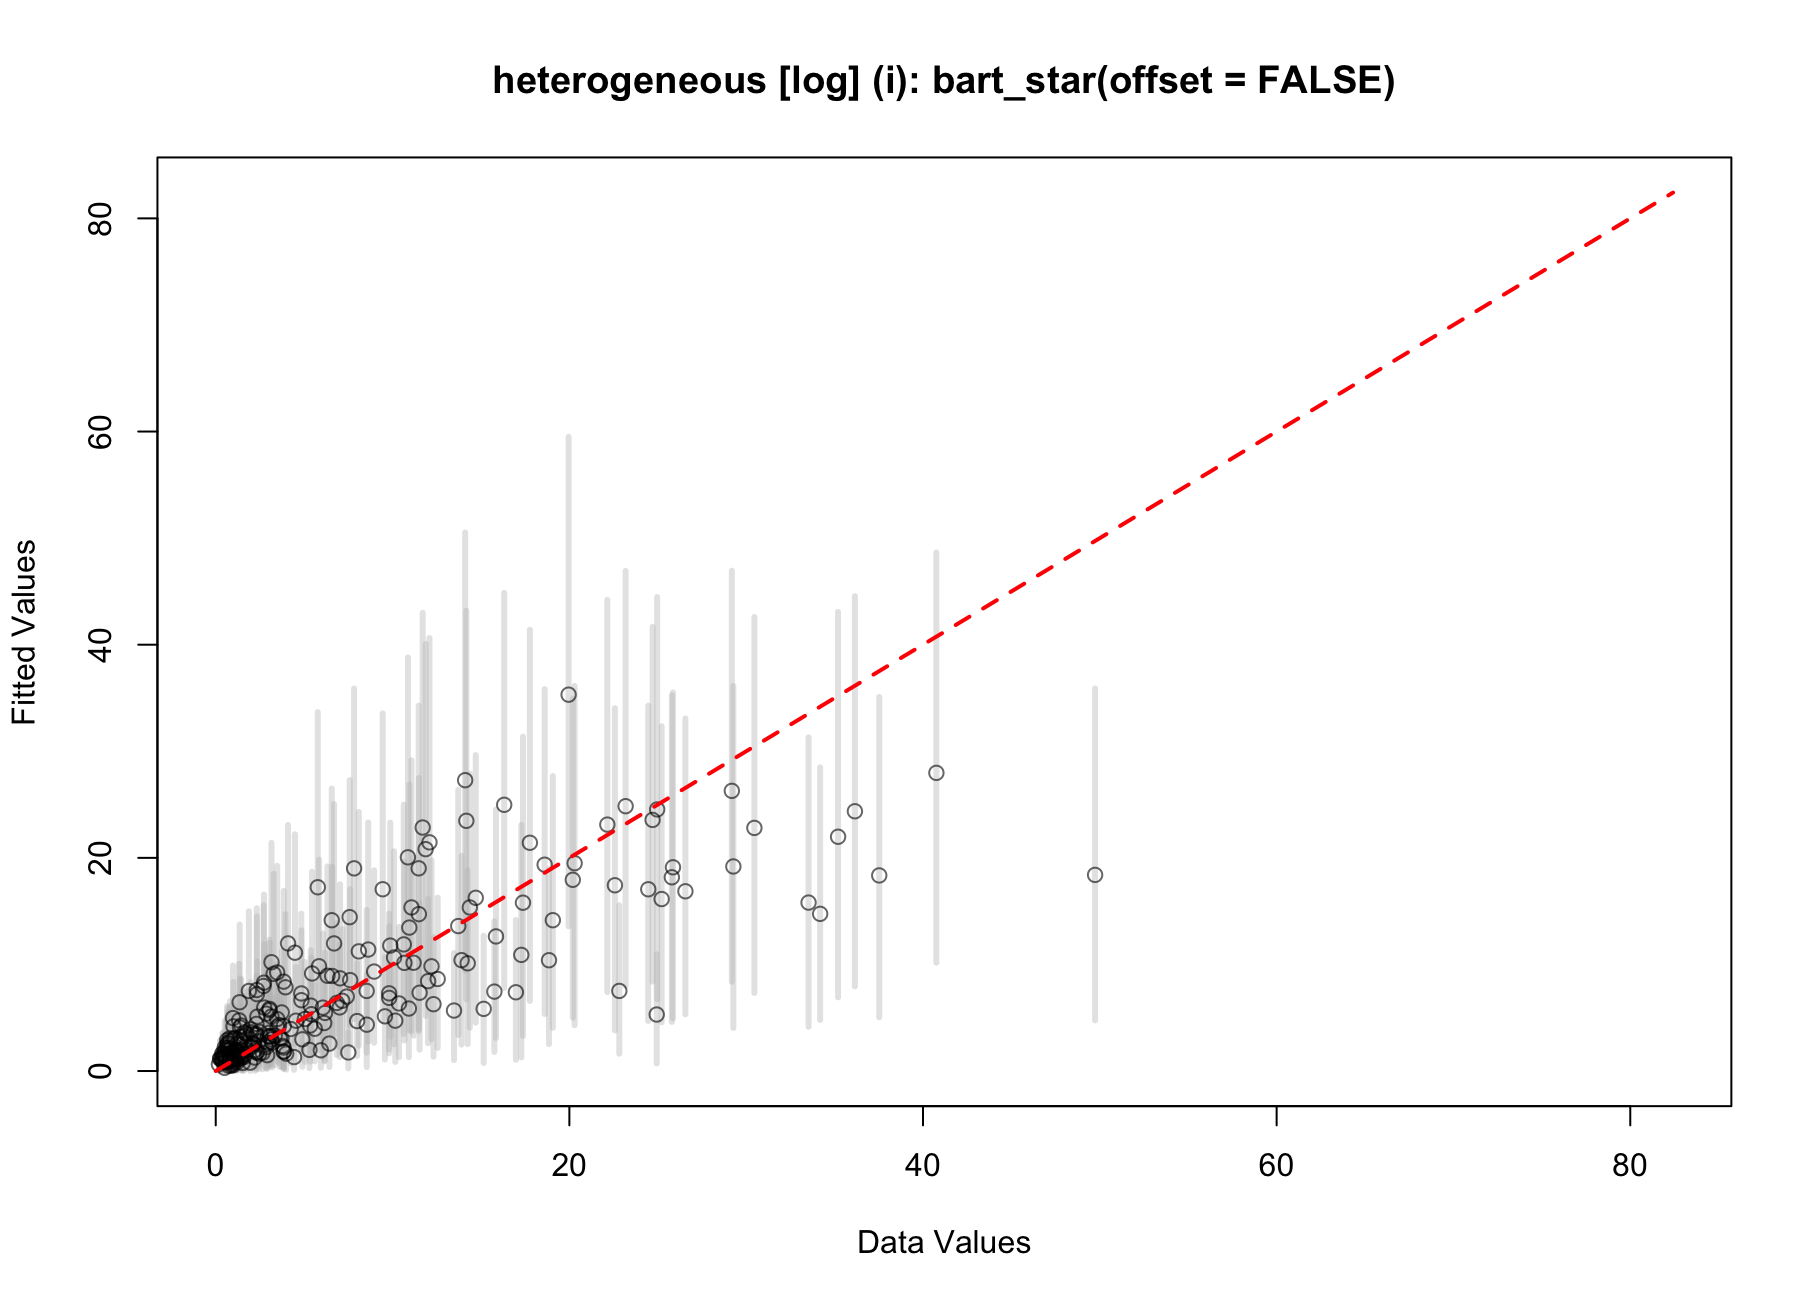 heterogeneous [log] (i): bart_star(offset = FALSE)
80
60
40
20
0
Fitted Values
0 20 40 60 80
Data Values